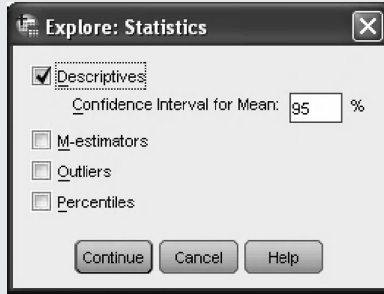 Explore: Statistics
Descriptives
Confidence Interval for Mean: 95 %
M-estimators
Outliers
Percentiles
Continue Cancel Help